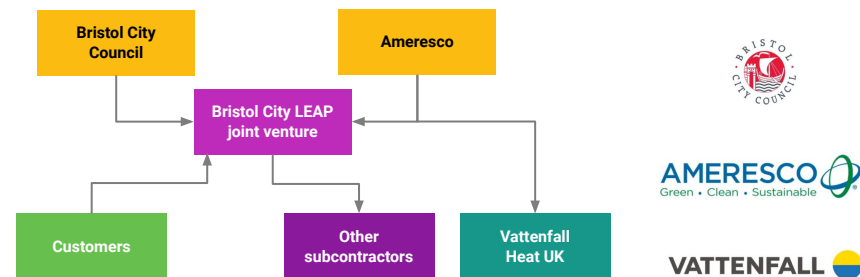 Bristol City
Council
Ameresco
Bristol City LEAP
joint venture
Customers
Other
subcontractors
Vattenfall
Heat UK
BRISTOL
CITY COUNCIL
AMERESCO
Green • Clean • Sustainable
VATTENFALL